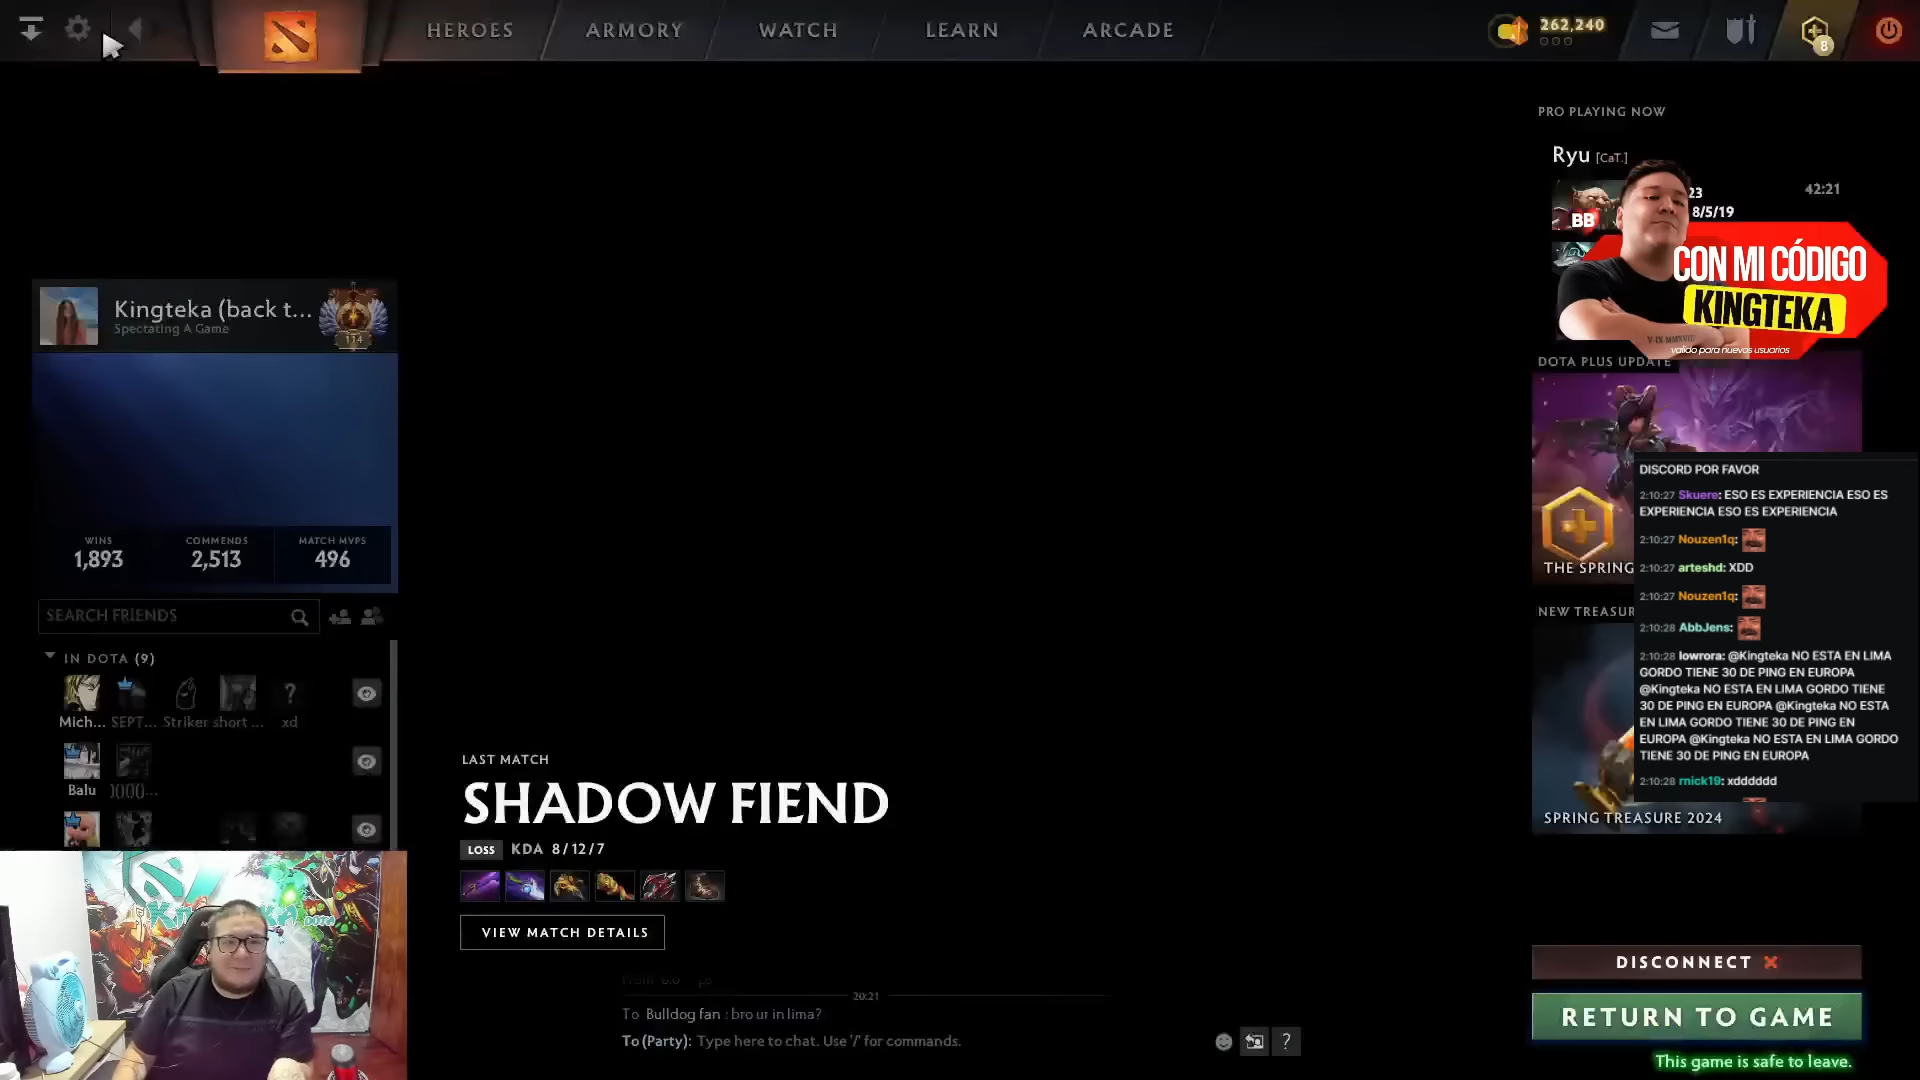 HEROES
ARMORY
WATCH
LEARN
ARCADE
262,240
8
PRO PLAYING NOW
Ryu [CaT.]
23
42:21
8/5/19
BB
CON MI CÓDIGO
KINGTEKA
V·IX·MMXVIII
valido para nuevos usuarios
Kingteka (back t...
Spectating A Game
114
WINS
1,893
COMMENDS
2,513
MATCH MVPS
496
SEARCH FRIENDS
IN DOTA (9)
Mich... SEPT... Striker short ... xd
Balu
DOTA PLUS UPDATE
THE SPRING
NEW TREASUR
SPRING TREASURE 2024
DISCORD POR FAVOR
2:10:27 Skuere: ESO ES EXPERIENCIA ESO ES
EXPERIENCIA ESO ES EXPERIENCIA
2:10:27 Nouzen1q:
2:10:27 arteshd: XDD
2:10:27 Nouzen1q:
2:10:28 AbbJens:
2:10:28 lowrora: @Kingteka NO ESTA EN LIMA
GORDO TIENE 30 DE PING EN EUROPA
@Kingteka NO ESTA EN LIMA GORDO TIENE
30 DE PING EN EUROPA @Kingteka NO ESTA
EN LIMA GORDO TIENE 30 DE PING EN
EUROPA @Kingteka NO ESTA EN LIMA GORDO
TIENE 30 DE PING EN EUROPA
2:10:28 rnick19: xdddddd
LAST MATCH
SHADOW FIEND
LOSS KDA 8/12/7
VIEW MATCH DETAILS
20:21
To Bulldog fan : bro ur in lima?
To (Party): Type here to chat. Use '/' for commands.
?
DISCONNECT
RETURN TO GAME
This game is safe to leave.